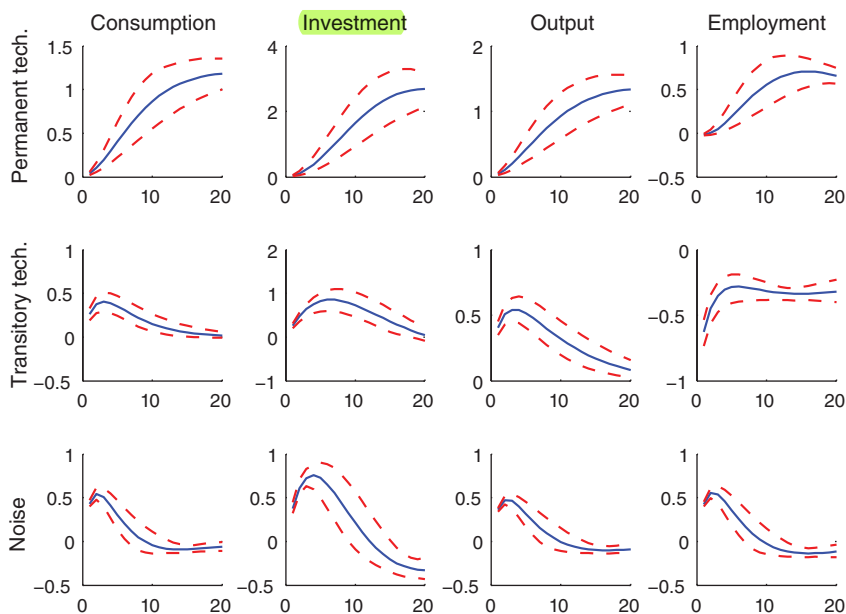 Consumption Investment Output Employment
Permanent tech.
1.5 4 2 1
1 0.5
2 1
0.5 0
0 0 0 −0.5
0 10 20 0 10 20 0 10 20 0 10 20
Transitory tech.
1 2 1 −0
0.5 1
0.5 −0.5
0 0
−0.5 −1 0 −1
0 10 20 0 10 20 0 10 20 0 10 20
Noise
1 1 1 1
0.5 0.5 0.5 0.5
0 0 0 0
−0.5 −0.5 −0.5 −0.5
0 10 20 0 10 20 0 10 20 0 10 20